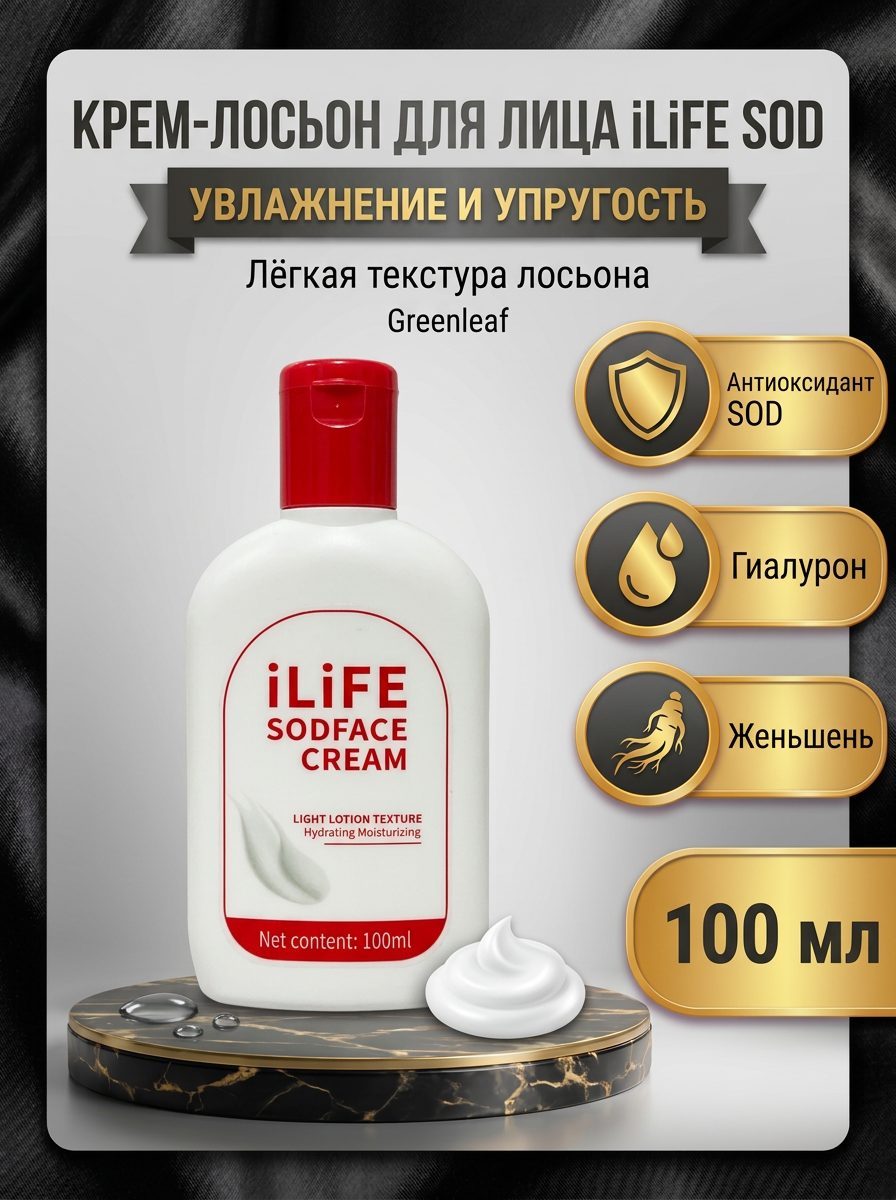 КРЕМ-ЛОСЬОН ДЛЯ ЛИЦА iLiFE SOD
УВЛАЖНЕНИЕ И УПРУГОСТЬ
Лёгкая текстура лосьона
Greenleaf
Антиоксидант
SOD
Гиалурон
Женьшень
iLiFE
SODFACE
CREAM
LIGHT LOTION TEXTURE
Hydrating Moisturizing
Net content: 100ml
100 мл